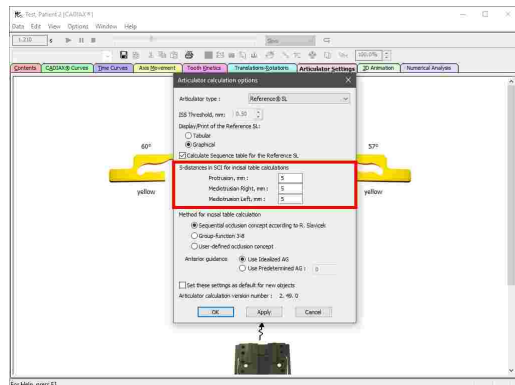 Test, Patient 2 [CADIAX®]
Data Edit View Options Window Help
1.210 s Slow
100.0%
Contents CADIAX® Curves Time Curves Axis Movement Tooth Kinetics Translations-Rotations Articulator Settings 3D Animation Numerical Analysis
Articulator calculation options
Articulator type : Reference® SL
ISS Threshold, mm: 0.30
Display/Print of the Reference SL:
Tabular
Graphical
Calculate Sequence table for the Reference SL
S-distances in SCI for incisal table calculations
Protrusion, mm : 5
Mediotrusion Right, mm : 5
Mediotrusion Left, mm : 5
60° 57°
yellow yellow
Method for incisal table calculation
Sequential occlusion concept according to R. Slavicek
Group-function 3-8
User-defined occlusion concept
Anterior guidance Use Idealized AG
Use Predetermined AG : 0
Set these settings as default for new objects
Articulator calculation version number : 2. 49. 0
OK Apply Cancel
For Help, press F1